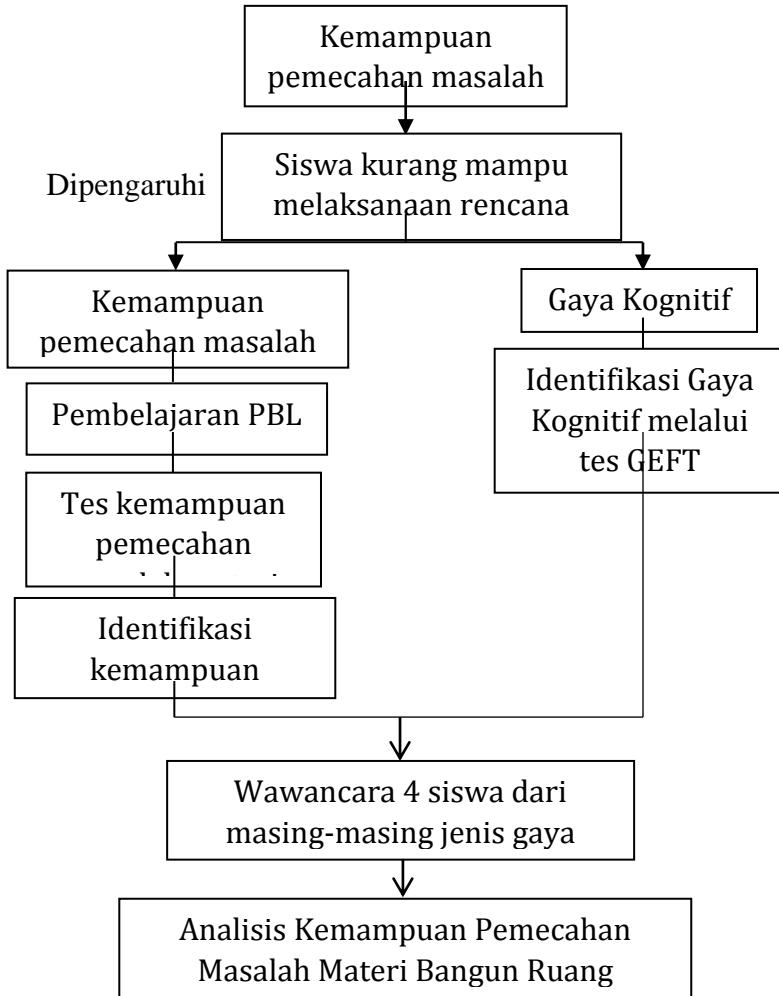 Kemampuan
pemecahan masalah
Dipengaruhi
Siswa kurang mampu
melaksanaan rencana
Kemampuan
pemecahan masalah
Gaya Kognitif
Pembelajaran PBL
Identifikasi Gaya
Kognitif melalui
tes GEFT
Tes kemampuan
pemecahan
Identifikasi
kemampuan
Wawancara 4 siswa dari
masing-masing jenis gaya
Analisis Kemampuan Pemecahan
Masalah Materi Bangun Ruang